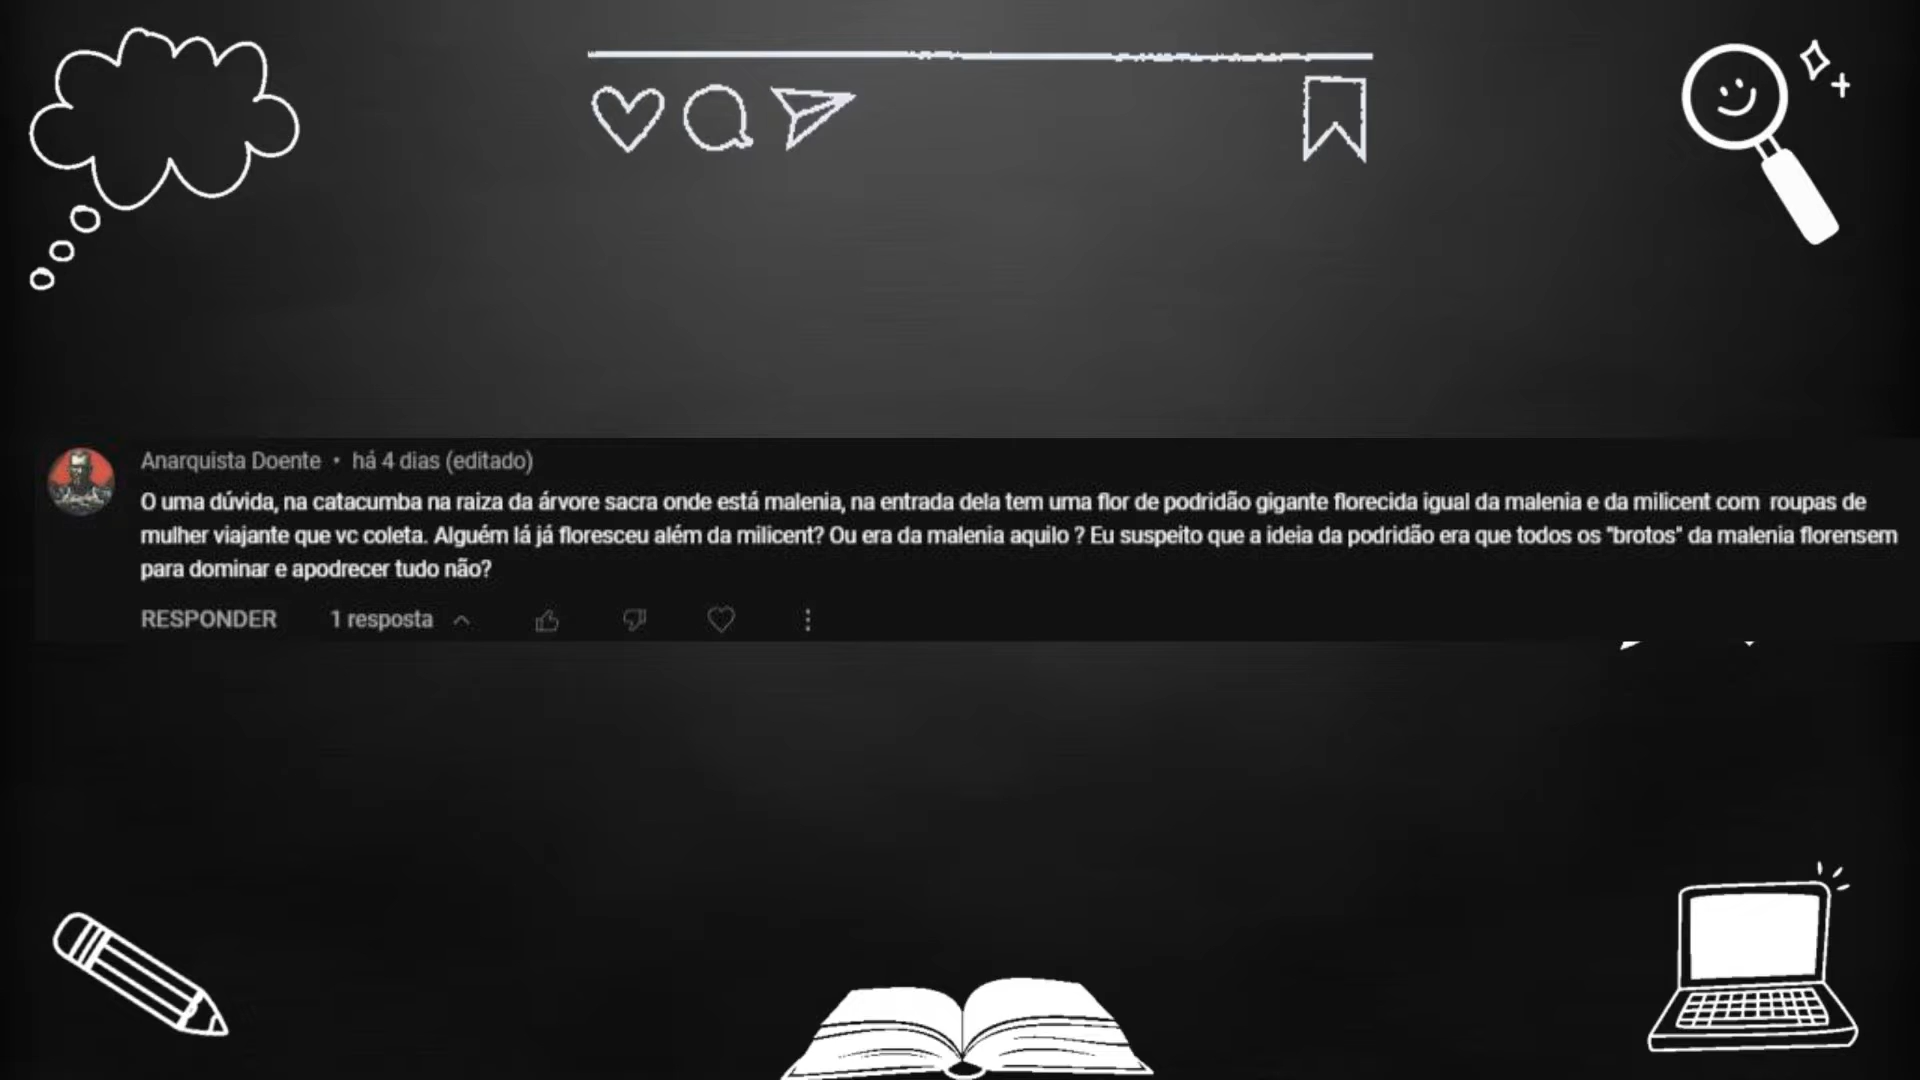 Anarquista Doente • há 4 dias (editado)
O uma dúvida, na catacumba na raiza da árvore sacra onde está malenia, na entrada dela tem uma flor de podridão gigante florecida igual da malenia e da milicent com roupas de
mulher viajante que vc coleta. Alguém lá já floresceu além da milicent? Ou era da malenia aquilo ? Eu suspeito que a ideia da podridão era que todos os "brotos" da malenia florensem
para dominar e apodrecer tudo não?
RESPONDER 1 resposta